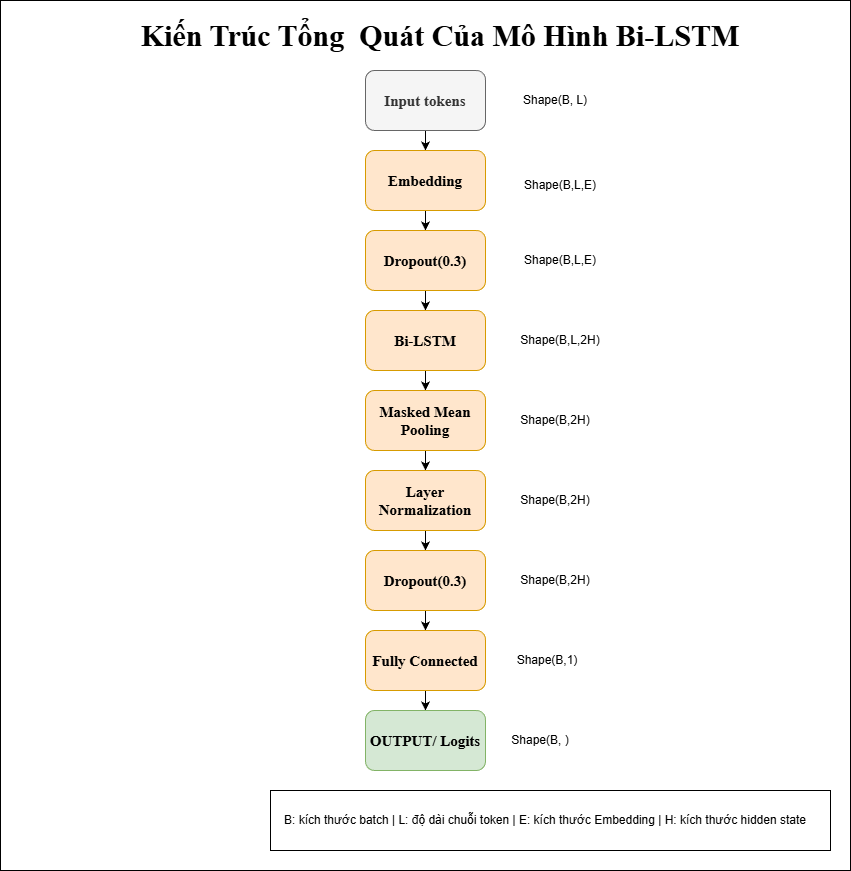 Kiến Trúc Tổng Quát Của Mô Hình Bi-LSTM
Input tokens
Shape(B, L)
Embedding
Shape(B,L,E)
Dropout(0.3)
Shape(B,L,E)
Bi-LSTM
Shape(B,L,2H)
Masked Mean
Pooling
Shape(B,2H)
Layer
Normalization
Shape(B,2H)
Dropout(0.3)
Shape(B,2H)
Fully Connected
Shape(B,1)
OUTPUT/ Logits
Shape(B, )
B: kích thước batch | L: độ dài chuỗi token | E: kích thước Embedding | H: kích thước hidden state